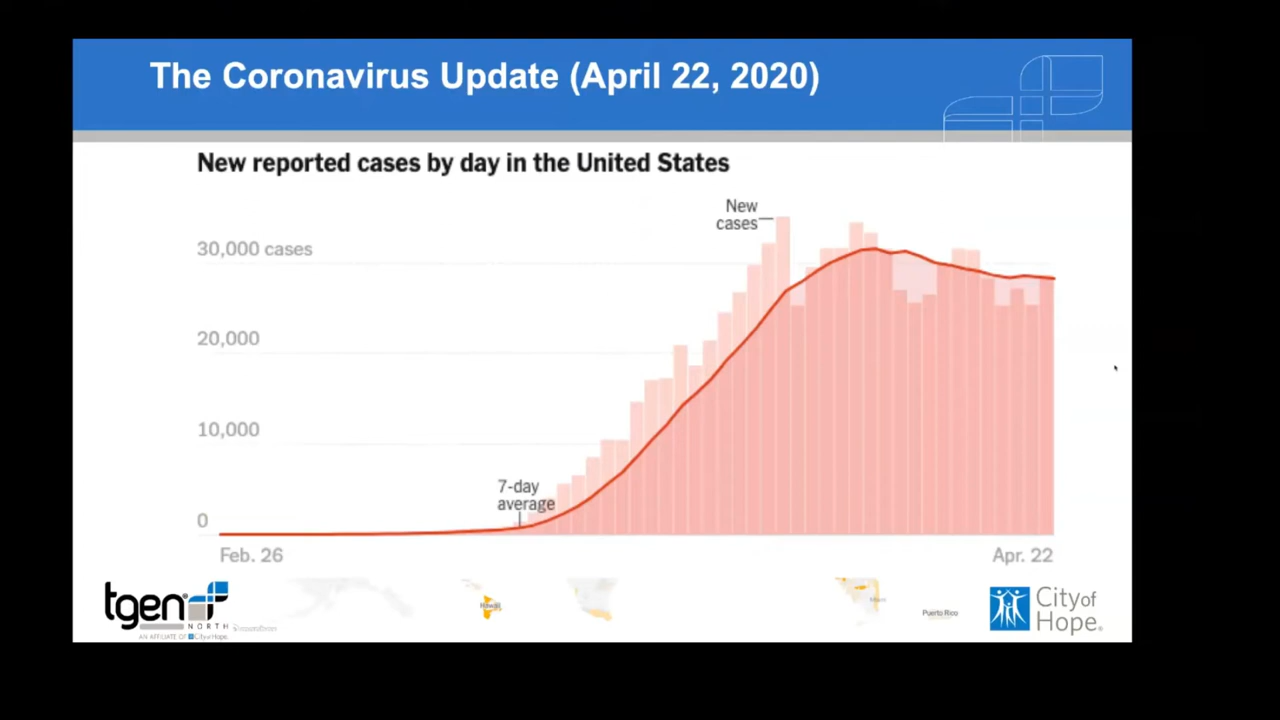 The Coronavirus Update (April 22, 2020)
New reported cases by day in the United States
New
cases
30,000 cases
20,000
10,000
7-day
average
0
Feb. 26
Apr. 22
Hawaii
Puerto Rico
tgen
NORTH
AN AFFILIATE OF City of Hope
City of
Hope